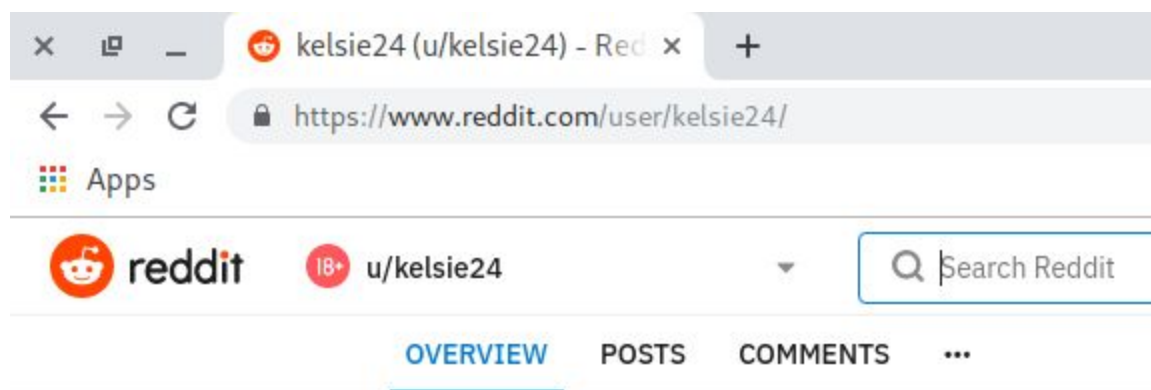 kelsie24 (u/kelsie24) - Red
https://www.reddit.com/user/kelsie24/
Apps
reddit 18+ u/kelsie24 Search Reddit
OVERVIEW POSTS COMMENTS ...